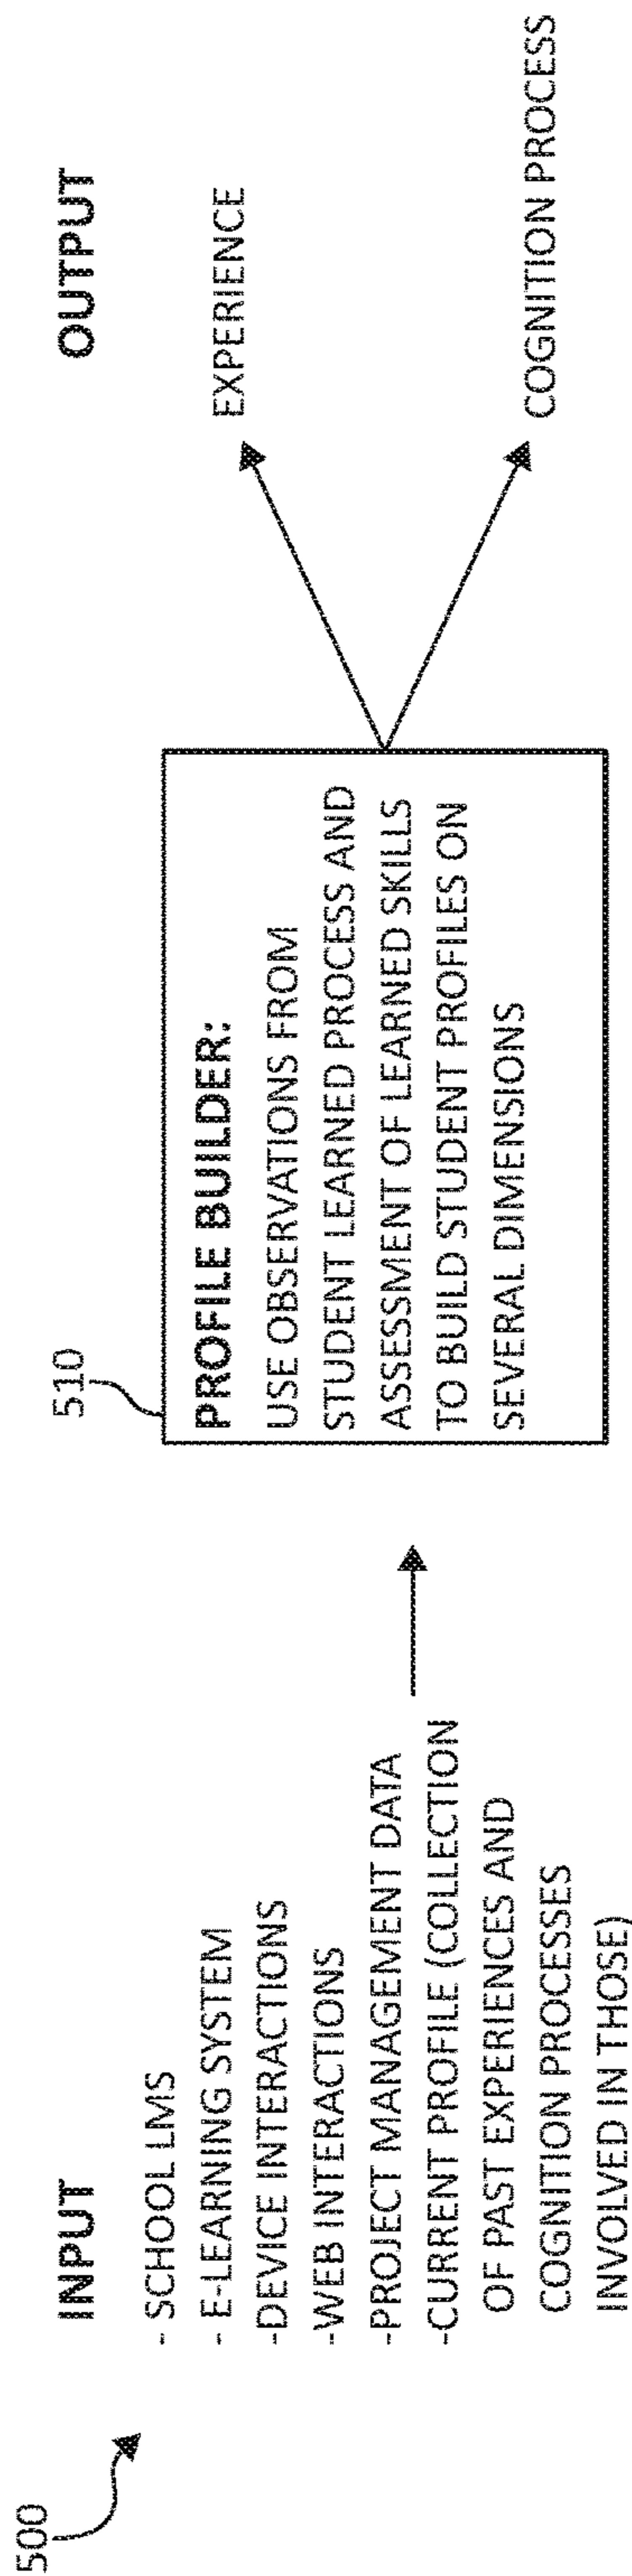 500
INPUT
- SCHOOL LMS
- E-LEARNING SYSTEM
-DEVICE INTERACTIONS
-WEB INTERACTIONS
-PROJECT MANAGEMENT DATA
-CURRENT PROFILE (COLLECTION
OF PAST EXPERIENCES AND
COGNITION PROCESSES
INVOLVED IN THOSE)
510
PROFILE BUILDER:
USE OBSERVATIONS FROM
STUDENT LEARNED PROCESS AND
ASSESSMENT OF LEARNED SKILLS
TO BUILD STUDENT PROFILES ON
SEVERAL DIMENSIONS
OUTPUT
EXPERIENCE
COGNITION PROCESS